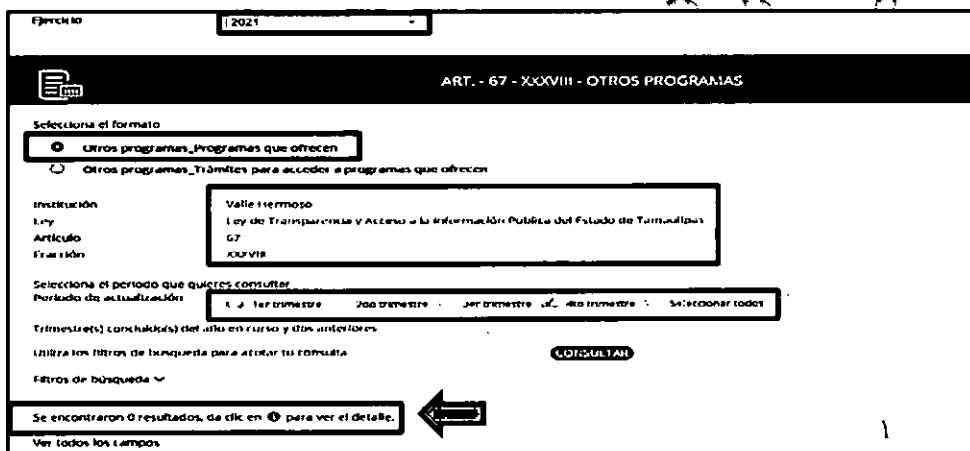 Ejercicio 2021
ART. - 67 - XXXVIII - OTROS PROGRAMAS
Selecciona el formato
Otros programas_Programas que ofrecen
Otros programas_Trámites para acceder a programas que ofrecen
Institución Valle Hermoso
Ley Ley de Transparencia y Acceso a la Información Pública del Estado de Tamaulipas
Artículo 67
Fracción XXXVIII
Selecciona el periodo que quieres consultar
Periodo de actualización 1er trimestre 2do trimestre 3er trimestre 4to trimestre Seleccionar todos
Trimestre(s) concluido(s) del año en curso y dos anteriores
Utiliza los filtros de búsqueda para acotar tu consulta CONSULTAR
Filtros de búsqueda
Se encontraron 0 resultados, da clic en para ver el detalle.
Ver todos los campos